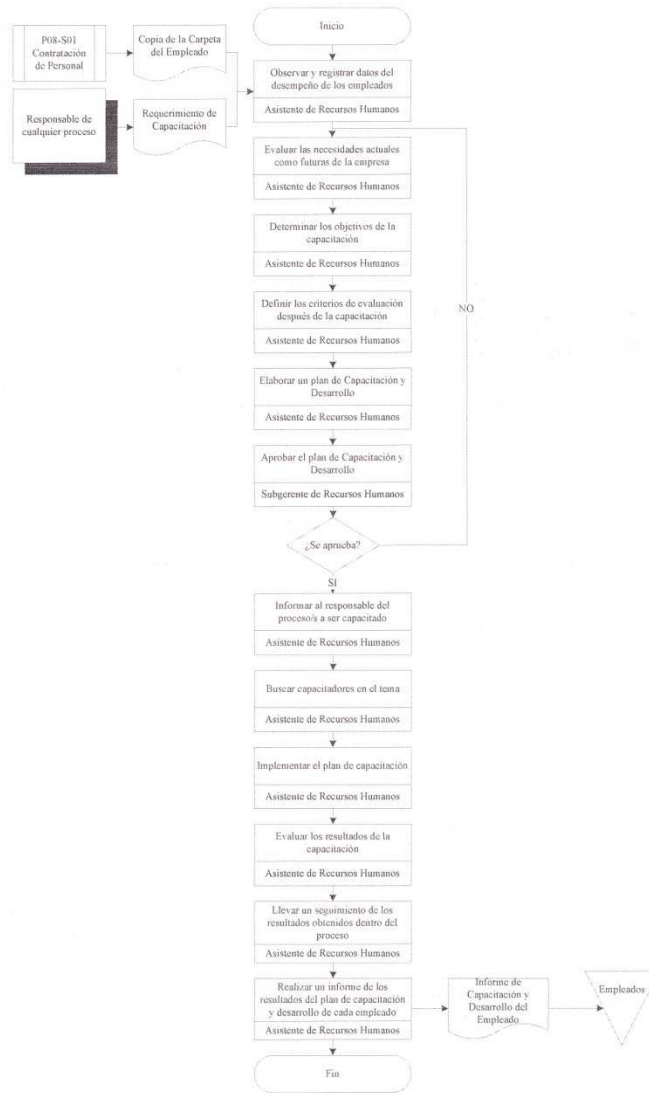 Inicio
P08-S01
Contratación
de Personal
Copia de la Carpeta
del Empleado
Observar y registrar datos del
desempeño de los empleados
Asistente de Recursos Humanos
Responsable de
cualquier proceso
Requerimiento de
Capacitación
Evaluar las necesidades actuales
como futuras de la empresa
Asistente de Recursos Humanos
Determinar los objetivos de la
capacitación
Asistente de Recursos Humanos
Definir los criterios de evaluación
después de la capacitación
Asistente de Recursos Humanos
NO
Elaborar un plan de Capacitación y
Desarrollo
Asistente de Recursos Humanos
Aprobar el plan de Capacitación y
Desarrollo
Subgerente de Recursos Humanos
¿Se aprueba?
SI
Informar al responsable del
proceso/s a ser capacitado
Asistente de Recursos Humanos
Buscar capacitadores en el tema
Asistente de Recursos Humanos
Implementar el plan de capacitación
Asistente de Recursos Humanos
Evaluar los resultados de la
capacitación
Asistente de Recursos Humanos
Llevar un seguimiento de los
resultados obtenidos dentro del
proceso
Asistente de Recursos Humanos
Realizar un informe de los
resultados del plan de capacitación
y desarrollo de cada empleado
Asistente de Recursos Humanos
Informe de
Capacitación y
Desarrollo del
Empleado
Empleados
Fin